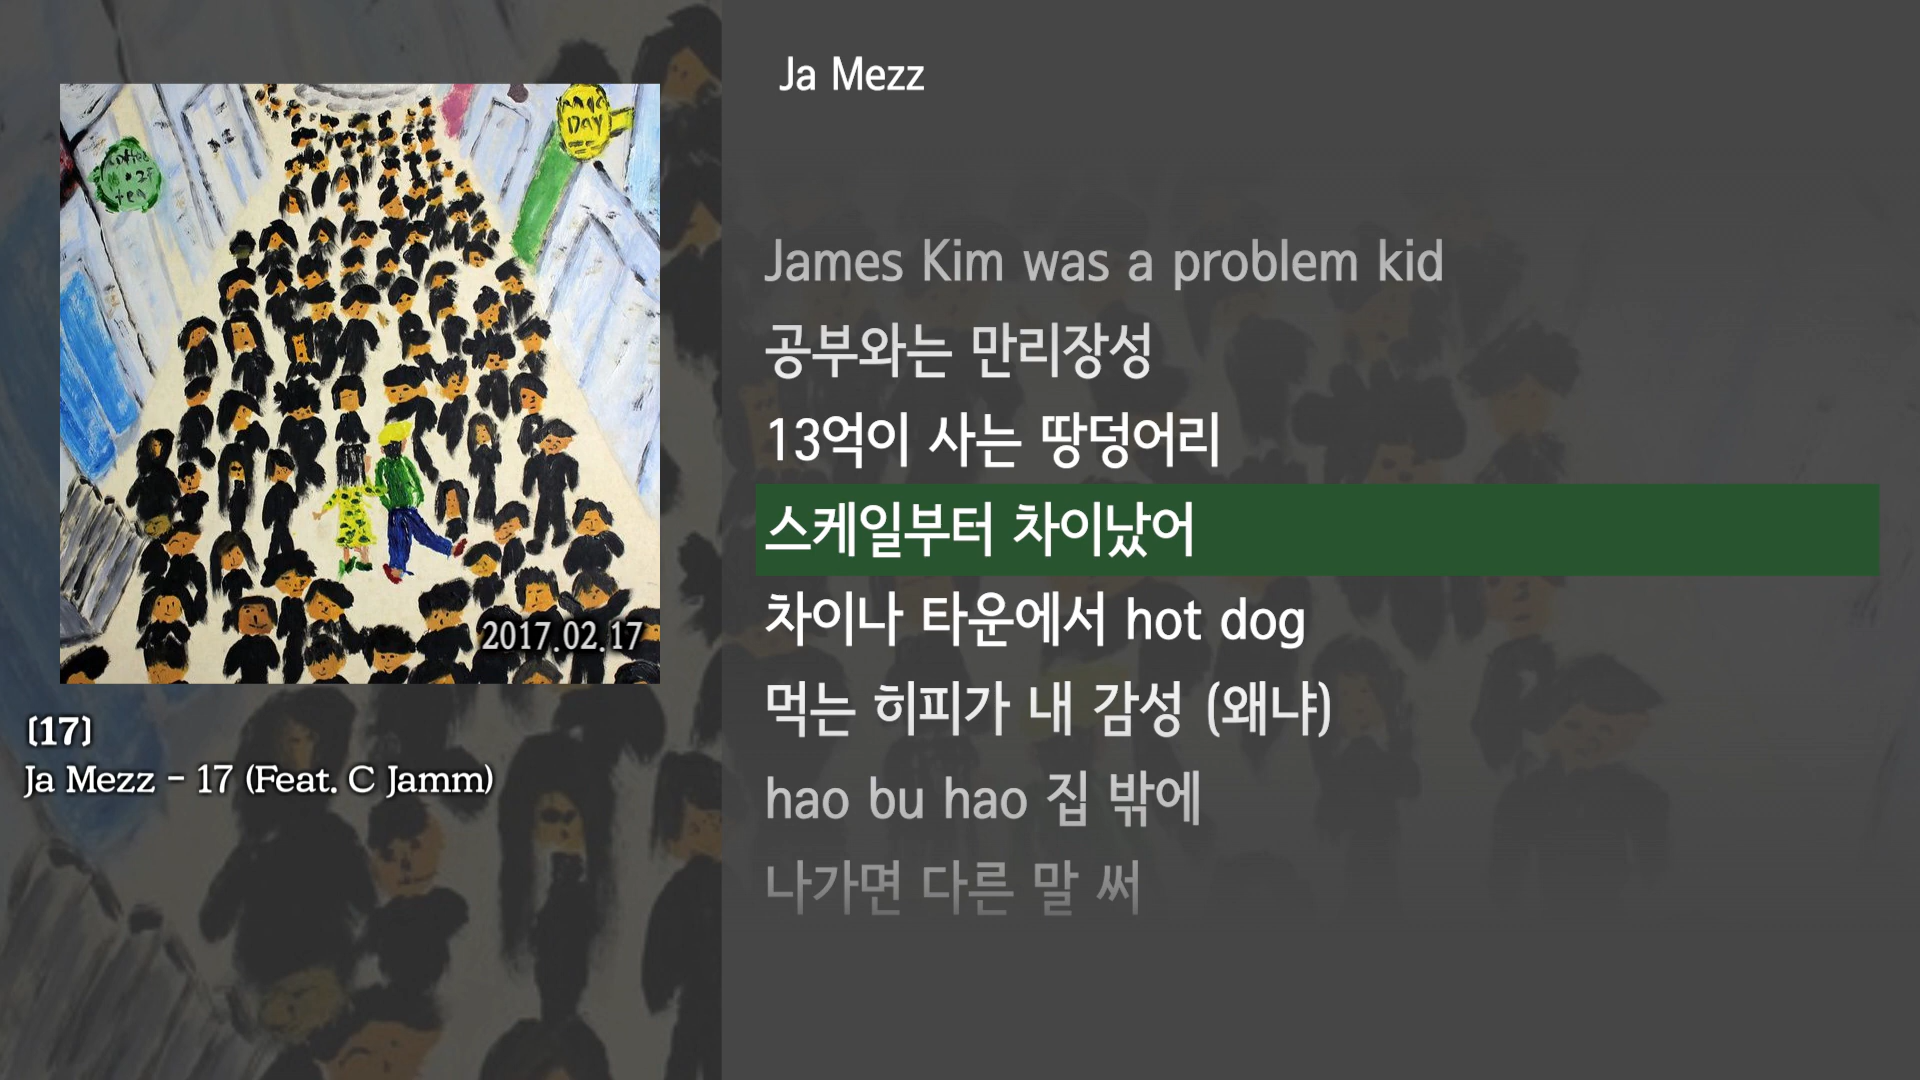 DAY
tea
2017.02.17
[17]
Ja Mezz - 17 (Feat. C Jamm)
Ja Mezz
James Kim was a problem kid
공부와는 만리장성
13억이 사는 땅덩어리
스케일부터 차이났어
차이나 타운에서 hot dog
먹는 히피가 내 감성 (왜냐)
hao bu hao 집 밖에
나가면 다른 말 써